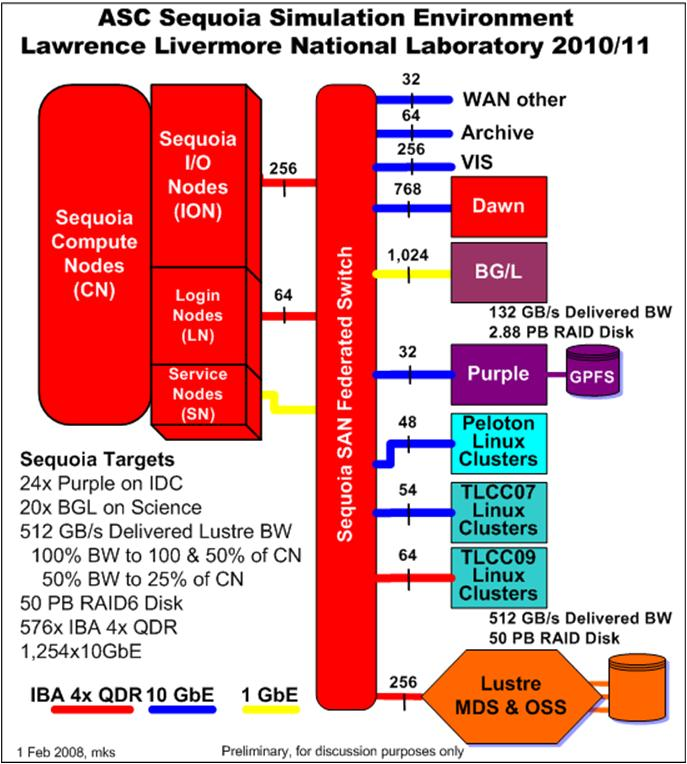 ASC Sequoia Simulation Environment
Lawrence Livermore National Laboratory 2010/11
Sequoia
Compute
Nodes
(CN)
Sequoia
I/O
Nodes
(ION)
Login
Nodes
(LN)
Service
Nodes
(SN)
256
64
Sequoia SAN Federated Switch
32
WAN other
64
Archive
256
VIS
768
Dawn
1,024
BG/L
132 GB/s Delivered BW
2.88 PB RAID Disk
32
Purple
GPFS
48
Peloton
Linux
Clusters
54
TLCC07
Linux
Clusters
64
TLCC09
Linux
Clusters
512 GB/s Delivered BW
50 PB RAID Disk
256
Lustre
MDS & OSS
Sequoia Targets
24x Purple on IDC
20x BGL on Science
512 GB/s Delivered Lustre BW
100% BW to 100 & 50% of CN
50% BW to 25% of CN
50 PB RAID6 Disk
576x IBA 4x QDR
1,254x10GbE
IBA 4x QDR 10 GbE 1 GbE
1 Feb 2008, mks
Preliminary, for discussion purposes only